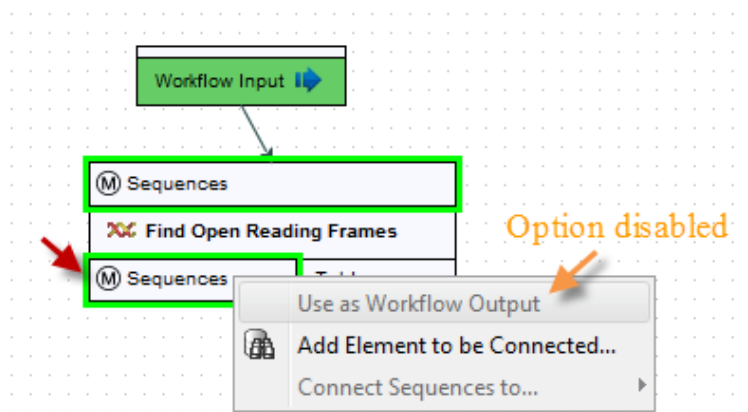 Workflow Input
M Sequences
Find Open Reading Frames
Option disabled
M Sequences
Use as Workflow Output
Add Element to be Connected...
Connect Sequences to...